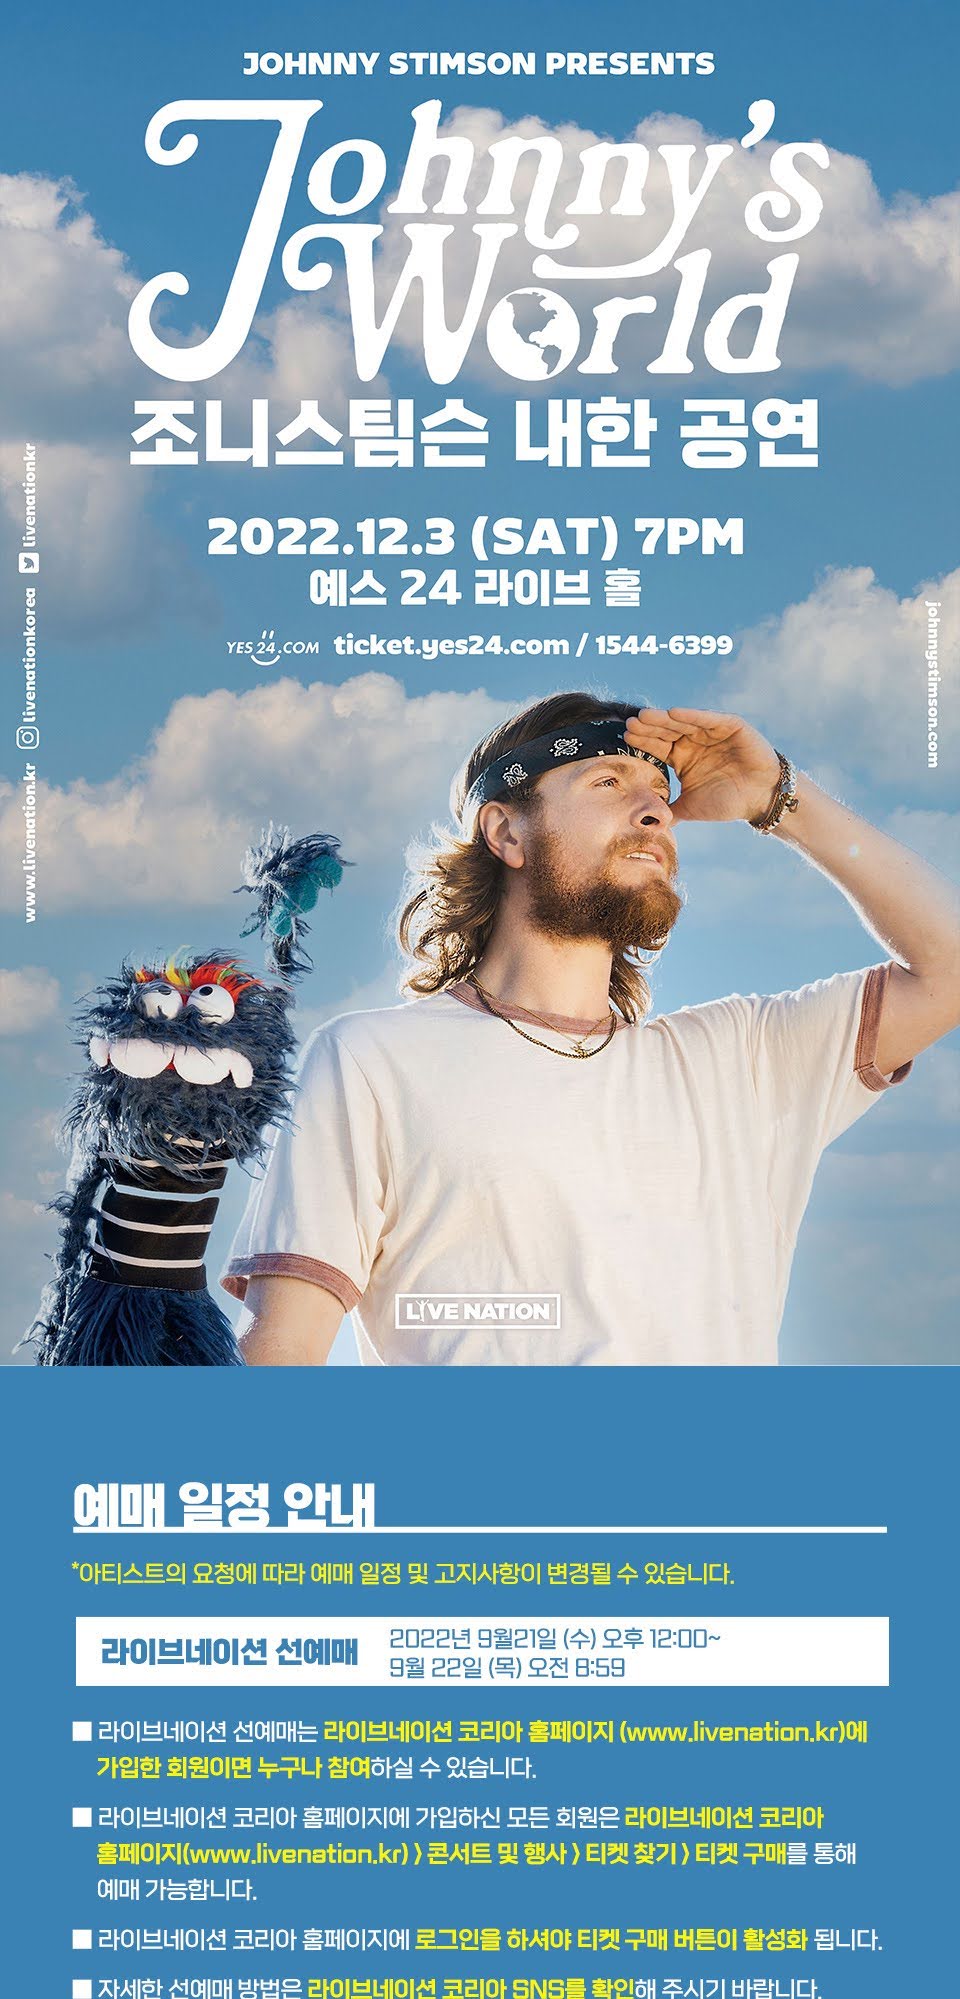 JOHNNY STIMSON PRESENTS
Johnny's
World
조니스팀슨 내한 공연
2022.12.3 (SAT) 7PM
예스 24 라이브 홀
YES24.COM ticket.yes24.com / 1544-6399
www.livenation.kr livenationkorea livenationkr
johnnystimson.com
LIVE NATION
예매 일정 안내
*아티스트의 요청에 따라 예매 일정 및 고지사항이 변경될 수 있습니다.
라이브네이션 선예매
2022년 9월21일 (수) 오후 12:00~
9월 22일 (목) 오전 8:59
■ 라이브네이션 선예매는 라이브네이션 코리아 홈페이지 (www.livenation.kr)에
가입한 회원이면 누구나 참여하실 수 있습니다.
■ 라이브네이션 코리아 홈페이지에 가입하신 모든 회원은 라이브네이션 코리아
홈페이지(www.livenation.kr) > 콘서트 및 행사 > 티켓 찾기 > 티켓 구매를 통해
예매 가능합니다.
■ 라이브네이션 코리아 홈페이지에 로그인을 하셔야 티켓 구매 버튼이 활성화 됩니다.
■ 자세한 선예매 방법은 라이브네이션 코리아 SNS를 확인해 주시기 바랍니다.